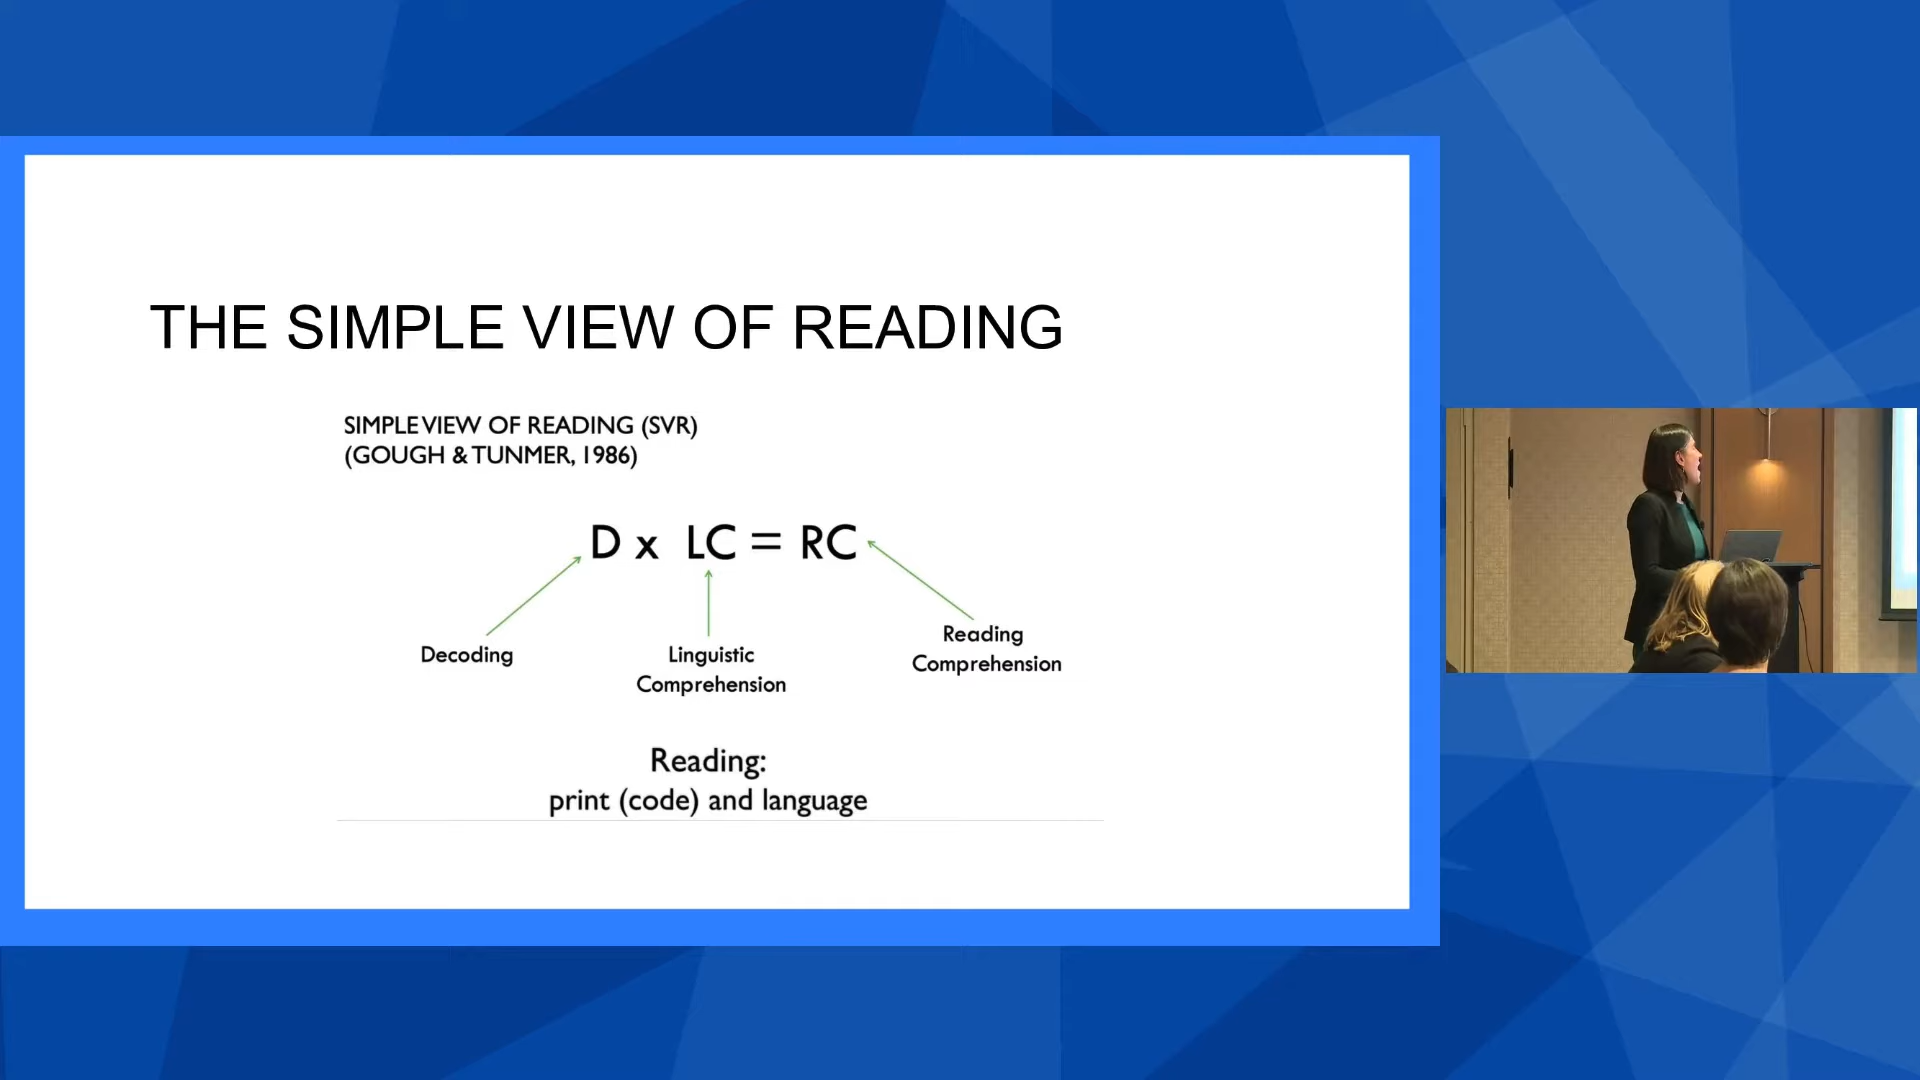 THE SIMPLE VIEW OF READING
SIMPLE VIEW OF READING (SVR)
(GOUGH & TUNMER, 1986)
D x LC = RC
Decoding
Linguistic
Comprehension
Reading
Comprehension
Reading:
print (code) and language